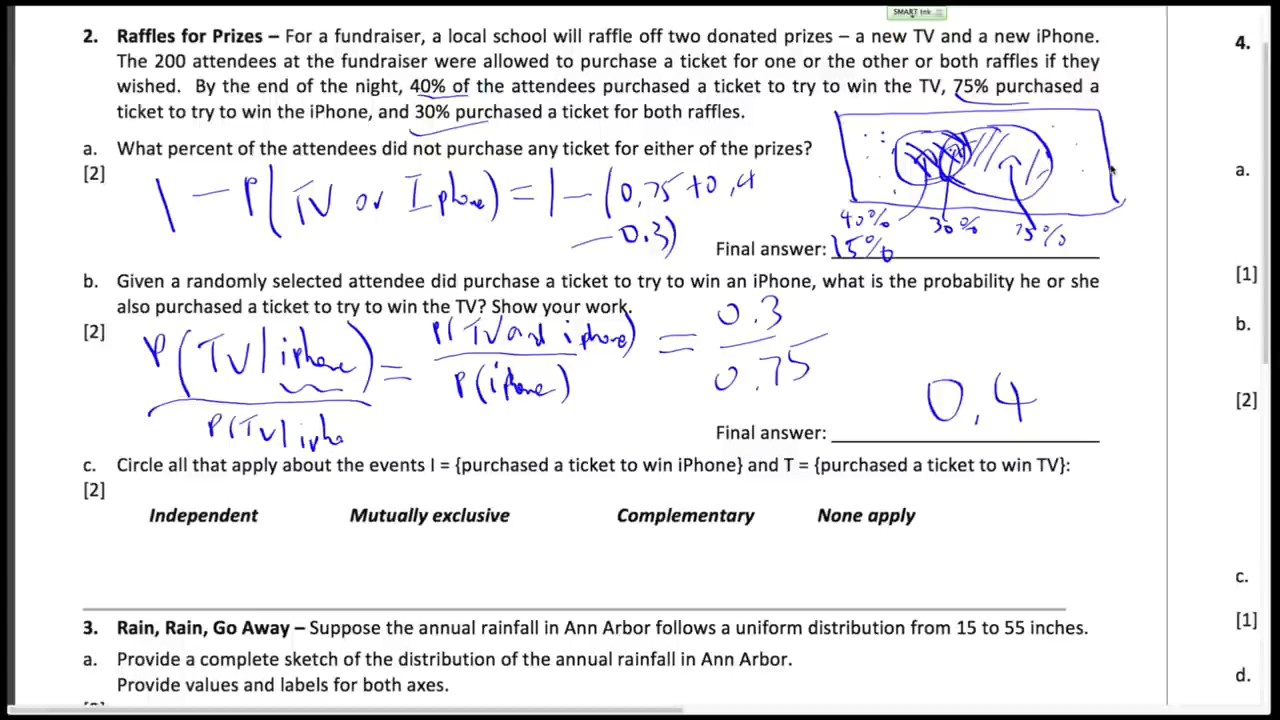 SMART Ink
2. Raffles for Prizes – For a fundraiser, a local school will raffle off two donated prizes – a new TV and a new iPhone.
The 200 attendees at the fundraiser were allowed to purchase a ticket for one or the other or both raffles if they
wished. By the end of the night, 40% of the attendees purchased a ticket to try to win the TV, 75% purchased a
ticket to try to win the iPhone, and 30% purchased a ticket for both raffles.
a. What percent of the attendees did not purchase any ticket for either of the prizes?
[2]
1 – P(TV or Iphone) = 1 – (0.75 + 0.4
– 0.3)
40% 30% 75%
Final answer: 15%
b. Given a randomly selected attendee did purchase a ticket to try to win an iPhone, what is the probability he or she
also purchased a ticket to try to win the TV? Show your work.
[2]
P(TV | iphone) = P(TV and iphone) / P(iphone) = 0.3 / 0.75
P(TV | ipho
0.4
Final answer:
c. Circle all that apply about the events I = {purchased a ticket to win iPhone} and T = {purchased a ticket to win TV}:
[2]
Independent Mutually exclusive Complementary None apply
3. Rain, Rain, Go Away – Suppose the annual rainfall in Ann Arbor follows a uniform distribution from 15 to 55 inches.
a. Provide a complete sketch of the distribution of the annual rainfall in Ann Arbor.
Provide values and labels for both axes.
4.
a.
[1]
b.
[2]
c.
[1]
d.